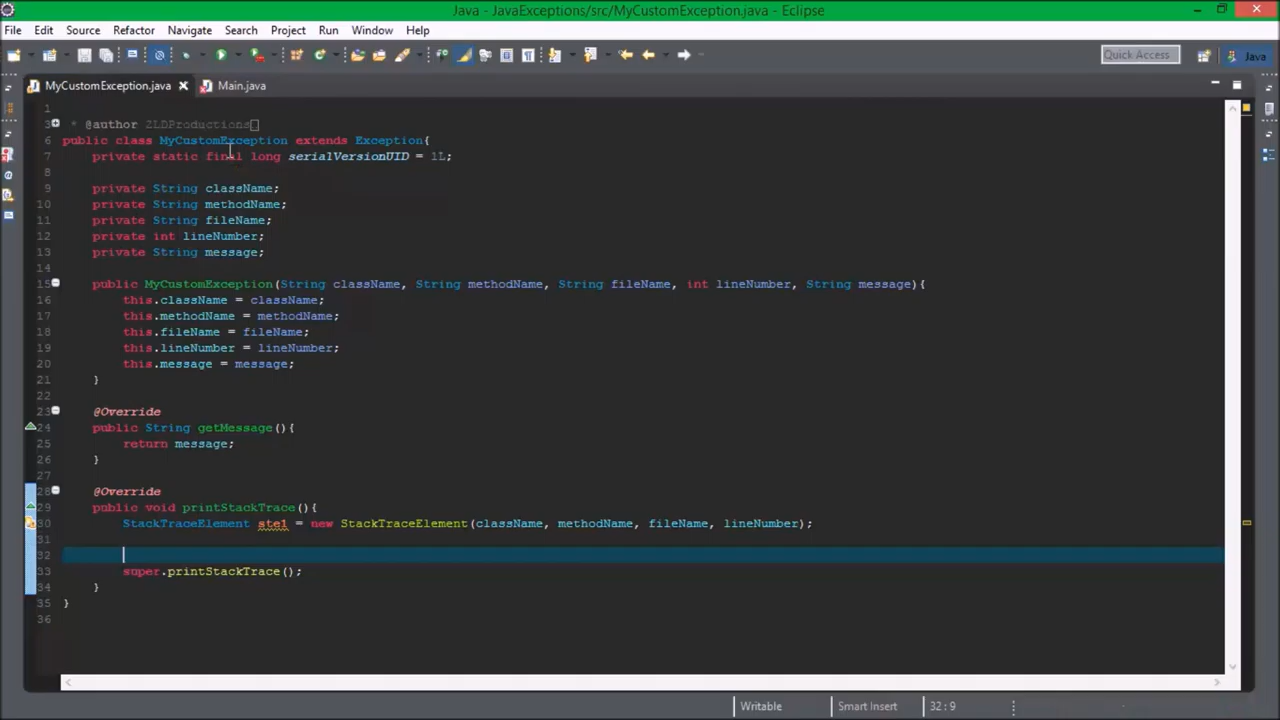 Java - JavaExceptions/src/MyCustomException.java - Eclipse
File Edit Source Refactor Navigate Search Project Run Window Help
Quick Access Java
MyCustomException.java Main.java
1
3 * @author ZLDProductions
6 public class MyCustomException extends Exception{
7 private static final long serialVersionUID = 1L;
8
9 private String className;
10 private String methodName;
11 private String fileName;
12 private int lineNumber;
13 private String message;
14
15 public MyCustomException(String className, String methodName, String fileName, int lineNumber, String message){
16 this.className = className;
17 this.methodName = methodName;
18 this.fileName = fileName;
19 this.lineNumber = lineNumber;
20 this.message = message;
21 }
22
23 @Override
24 public String getMessage(){
25 return message;
26 }
27
28 @Override
29 public void printStackTrace(){
30 StackTraceElement ste1 = new StackTraceElement(className, methodName, fileName, lineNumber);
31
32
33 super.printStackTrace();
34 }
35 }
36
Writable Smart Insert 32 : 9